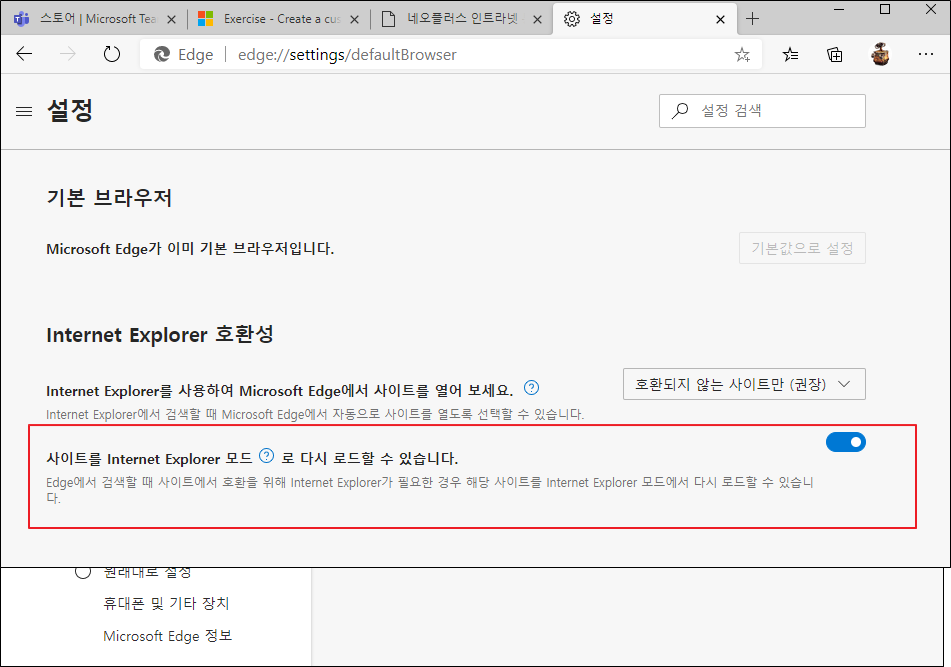 스토어 | Microsoft Tea
Exercise - Create a cus
네오플러스 인트라넷
설정
Edge | edge://settings/defaultBrowser
설정
설정 검색
기본 브라우저
Microsoft Edge가 이미 기본 브라우저입니다.
기본값으로 설정
Internet Explorer 호환성
Internet Explorer를 사용하여 Microsoft Edge에서 사이트를 열어 보세요.
호환되지 않는 사이트만 (권장)
Internet Explorer에서 검색할 때 Microsoft Edge에서 자동으로 사이트를 열도록 선택할 수 있습니다.
사이트를 Internet Explorer 모드 ? 로 다시 로드할 수 있습니다.
Edge에서 검색할 때 사이트에서 호환을 위해 Internet Explorer가 필요한 경우 해당 사이트를 Internet Explorer 모드에서 다시 로드할 수 있습니
다.
원래대로 설정
휴대폰 및 기타 장치
Microsoft Edge 정보